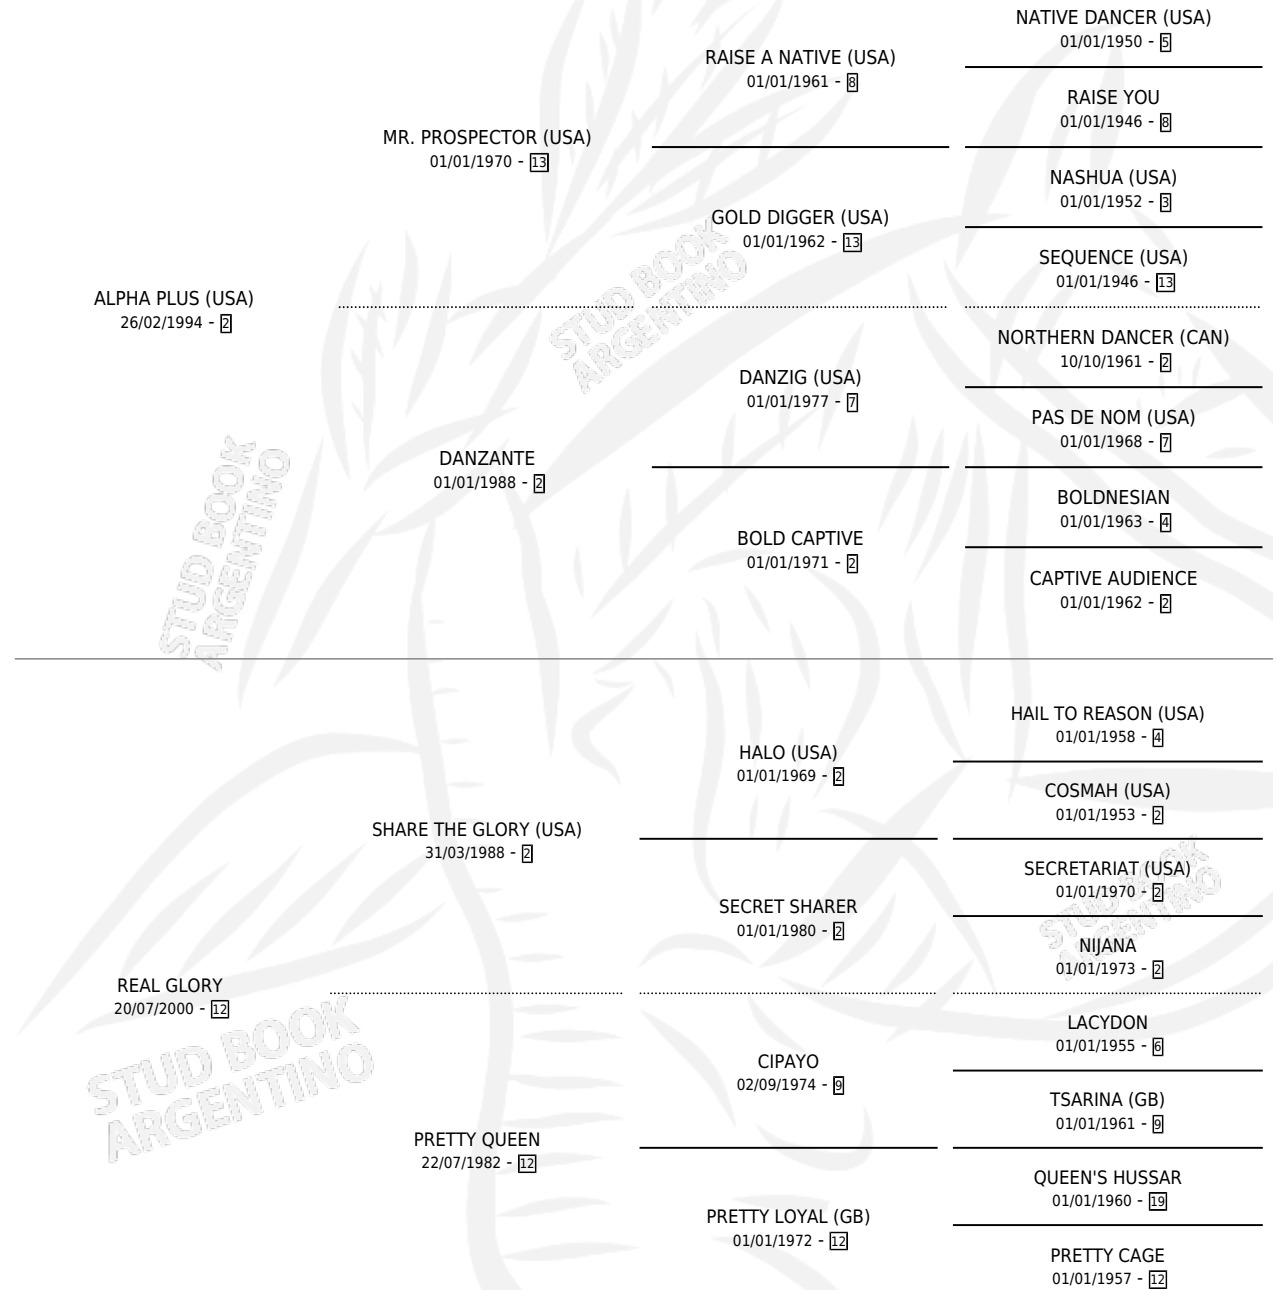 NATIVE DANCER (USA)
01/01/1950 - 5
RAISE A NATIVE (USA)
01/01/1961 - 8
RAISE YOU
01/01/1946 - 8
MR. PROSPECTOR (USA)
01/01/1970 - 13
NASHUA (USA)
01/01/1952 - 3
GOLD DIGGER (USA)
01/01/1962 - 13
SEQUENCE (USA)
01/01/1946 - 13
ALPHA PLUS (USA)
26/02/1994 - 2
STUD BOOK
ARGENTINO
NORTHERN DANCER (CAN)
10/10/1961 - 2
DANZIG (USA)
01/01/1977 - 7
PAS DE NOM (USA)
01/01/1968 - 7
DANZANTE
01/01/1988 - 2
BOLDNESIAN
01/01/1963 - 4
BOLD CAPTIVE
01/01/1971 - 2
CAPTIVE AUDIENCE
01/01/1962 - 2
STUD BOOK
ARGENTINO
HAIL TO REASON (USA)
01/01/1958 - 4
HALO (USA)
01/01/1969 - 2
COSMAH (USA)
01/01/1953 - 2
SHARE THE GLORY (USA)
31/03/1988 - 2
SECRETARIAT (USA)
01/01/1970 - 2
SECRET SHARER
01/01/1980 - 2
STUD BOOK
ARGENTINO
NIJANA
01/01/1973 - 2
REAL GLORY
20/07/2000 - 12
LACYDON
01/01/1955 - 6
CIPAYO
02/09/1974 - 9
TSARINA (GB)
01/01/1961 - 9
STUD BOOK
ARGENTINO
PRETTY QUEEN
22/07/1982 - 12
QUEEN'S HUSSAR
01/01/1960 - 19
PRETTY LOYAL (GB)
01/01/1972 - 12
PRETTY CAGE
01/01/1957 - 12